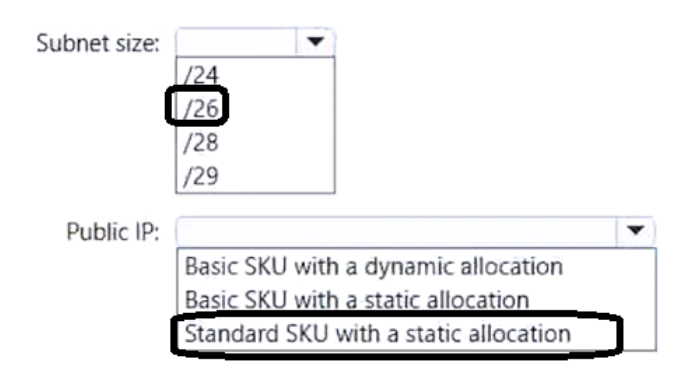 Subnet size:
/24
/26
/28
/29
Public IP:
Basic SKU with a dynamic allocation
Basic SKU with a static allocation
Standard SKU with a static allocation